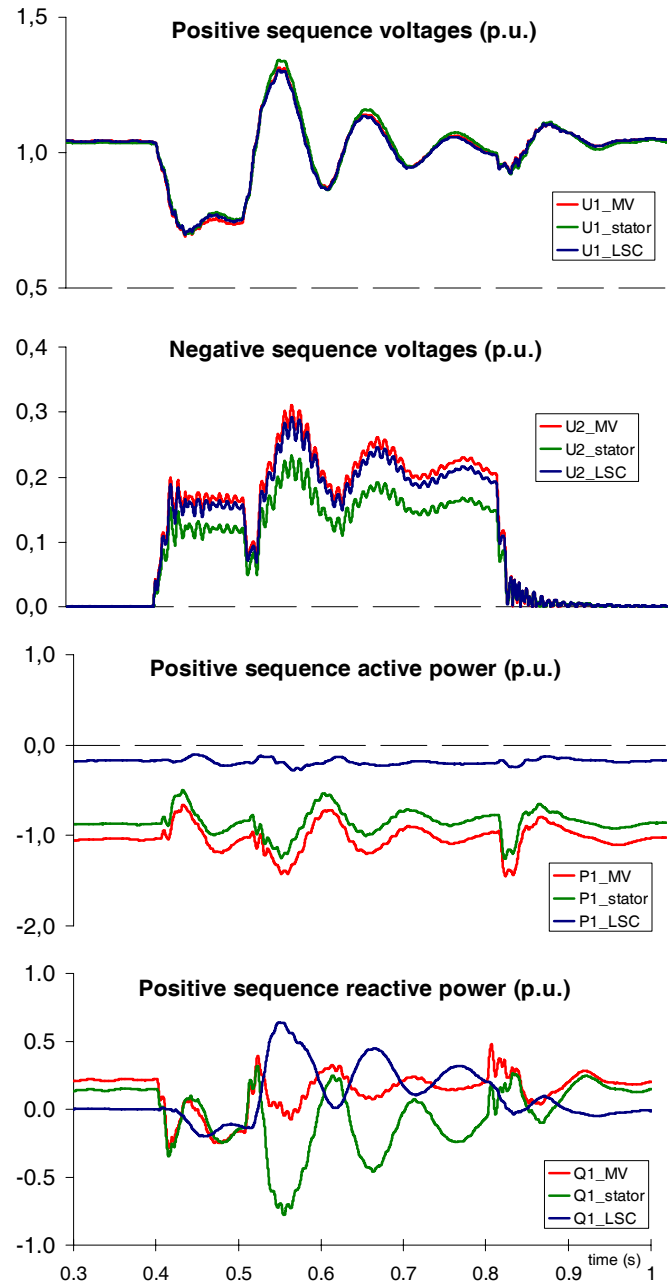 Positive sequence voltages (p.u.)
1,5
1,0
0,5
U1_MV
U1_stator
U1_LSC
Negative sequence voltages (p.u.)
0,4
0,3
0,2
0,1
0,0
U2_MV
U2_stator
U2_LSC
Positive sequence active power (p.u.)
1,0
0,0
-1,0
-2,0
P1_MV
P1_stator
P1_LSC
Positive sequence reactive power (p.u.)
1.0
0.5
0.0
-0.5
-1.0
Q1_MV
Q1_stator
Q1_LSC
time (s)
0.3 0.4 0.5 0.6 0.7 0.8 0.9 1